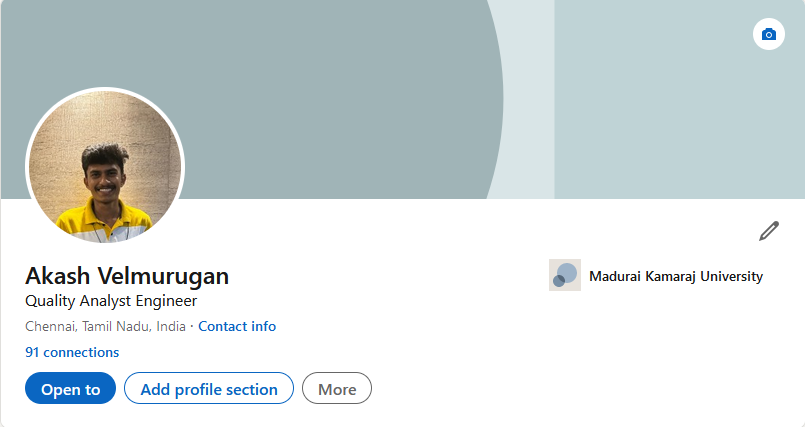 Akash Velmurugan
Madurai Kamaraj University
Quality Analyst Engineer
Chennai, Tamil Nadu, India · Contact info
91 connections
Open to
Add profile section
More